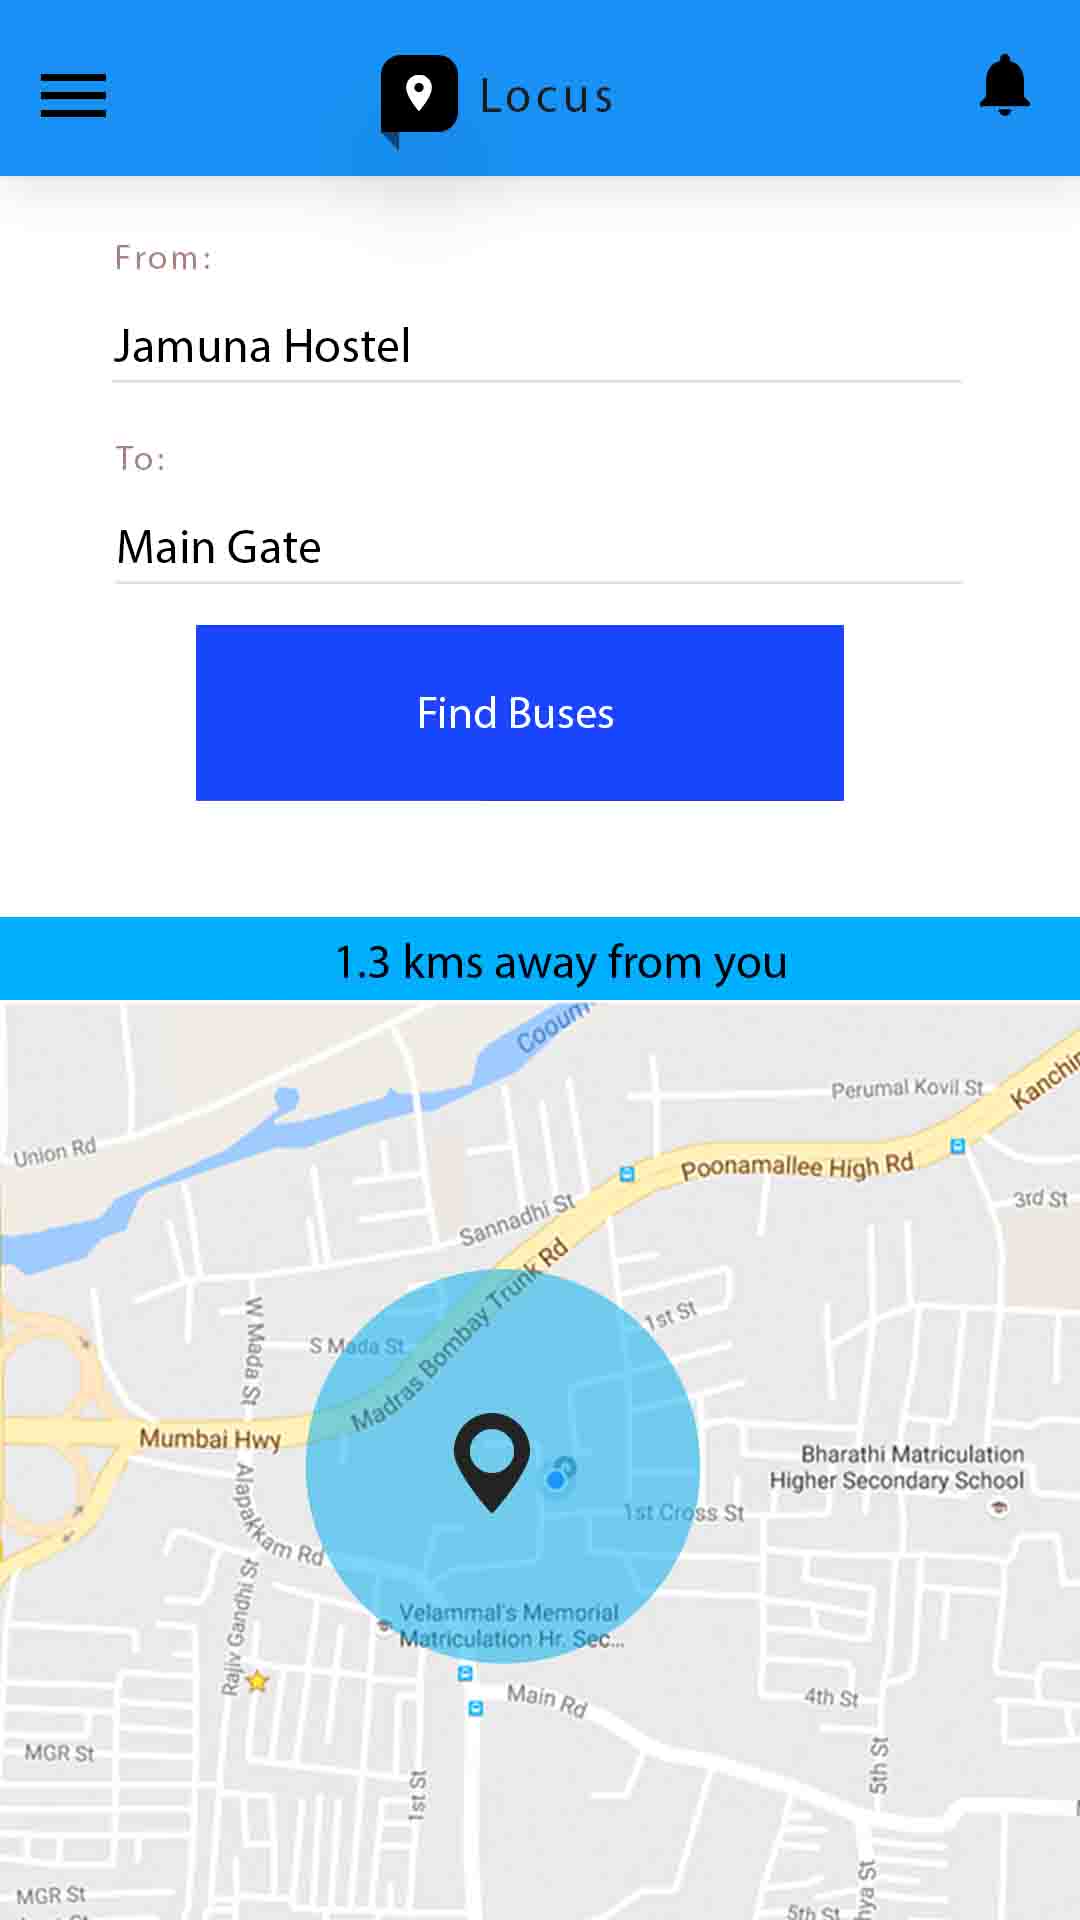 Locus
From:
Jamuna Hostel
To:
Main Gate
Find Buses
1.3 kms away from you
Cooum
Perumal Kovil St
Kanchi
Union Rd
Poonamallee High Rd
3rd St
Sannadhi St
Madras Bombay Trunk Rd
1st St
W Mada St
S Mada St
Mumbai Hwy
Bharathi Matriculation
Higher Secondary School
Alapakkam Rd
1st Cross St
Rajiv Gandhi St
Velammal's Memorial
Matriculation Hr. Sec...
Main Rd
4th St
MGR St
5th St
1st St
MGR St
hya St
5th St